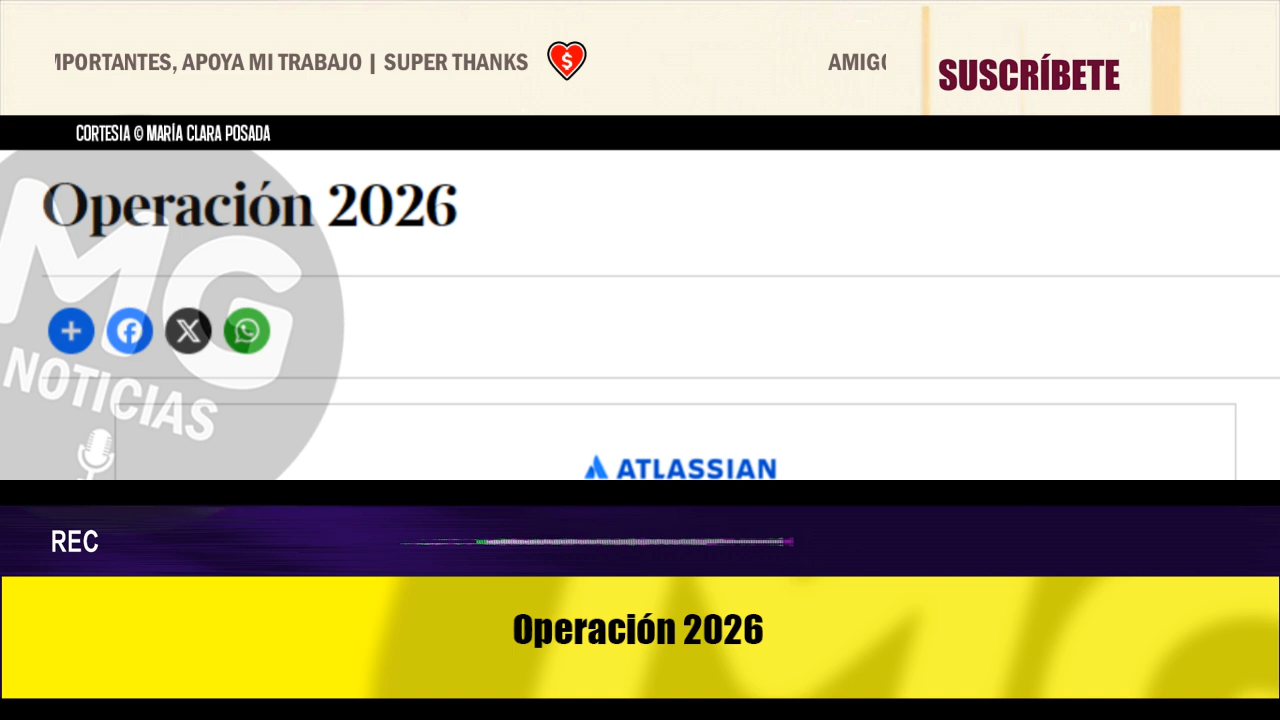 MPORTANTES, APOYA MI TRABAJO | SUPER THANKS
AMIG
SUSCRÍBETE
CORTESIA © MARÍA CLARA POSADA
Operación 2026
MG
NOTICIAS
ATLASSIAN
REC
Operación 2026